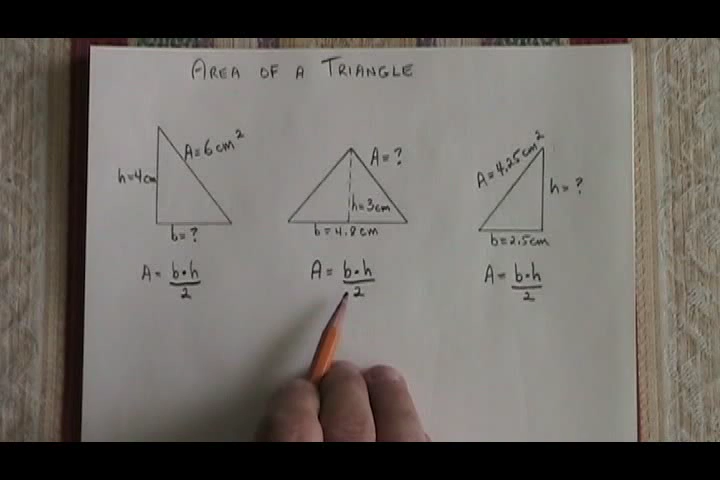 AREA OF A TRIANGLE
h=4cm
A=6cm²
b=?
A= b•h
2
A=?
h=3cm
b=4.8cm
A= b•h
2
A=4.25cm²
h=?
b=2.5cm
A= b•h
2